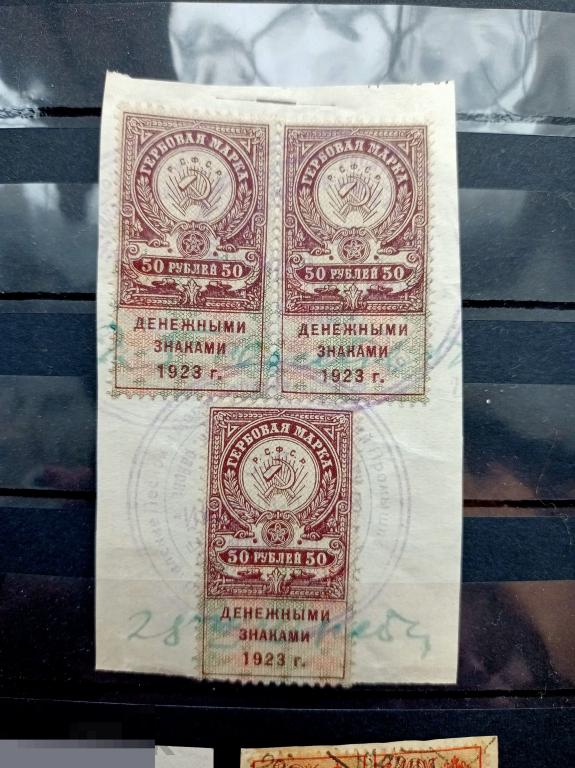 ГЕРБОВАЯ МАРКА
Р.С.Ф.С.Р.
50 РУБЛЕЙ 50
ДЕНЕЖНЫМИ
ЗНАКАМИ
1923 г.
ГЕРБОВАЯ МАРКА
Р.С.Ф.С.Р.
50 РУБЛЕЙ 50
ДЕНЕЖНЫМИ
ЗНАКАМИ
1923 г.
ГЕРБОВАЯ МАРКА
Р.С.Ф.С.Р.
50 РУБЛЕЙ 50
ДЕНЕЖНЫМИ
ЗНАКАМИ
1923 г.
28